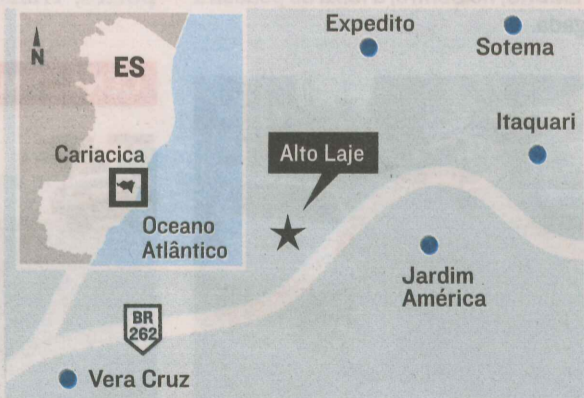 N
ES
Cariacica
Oceano
Atlântico
Expedito
Sotema
Itaquari
Alto Laje
Jardim
América
BR
262
Vera Cruz